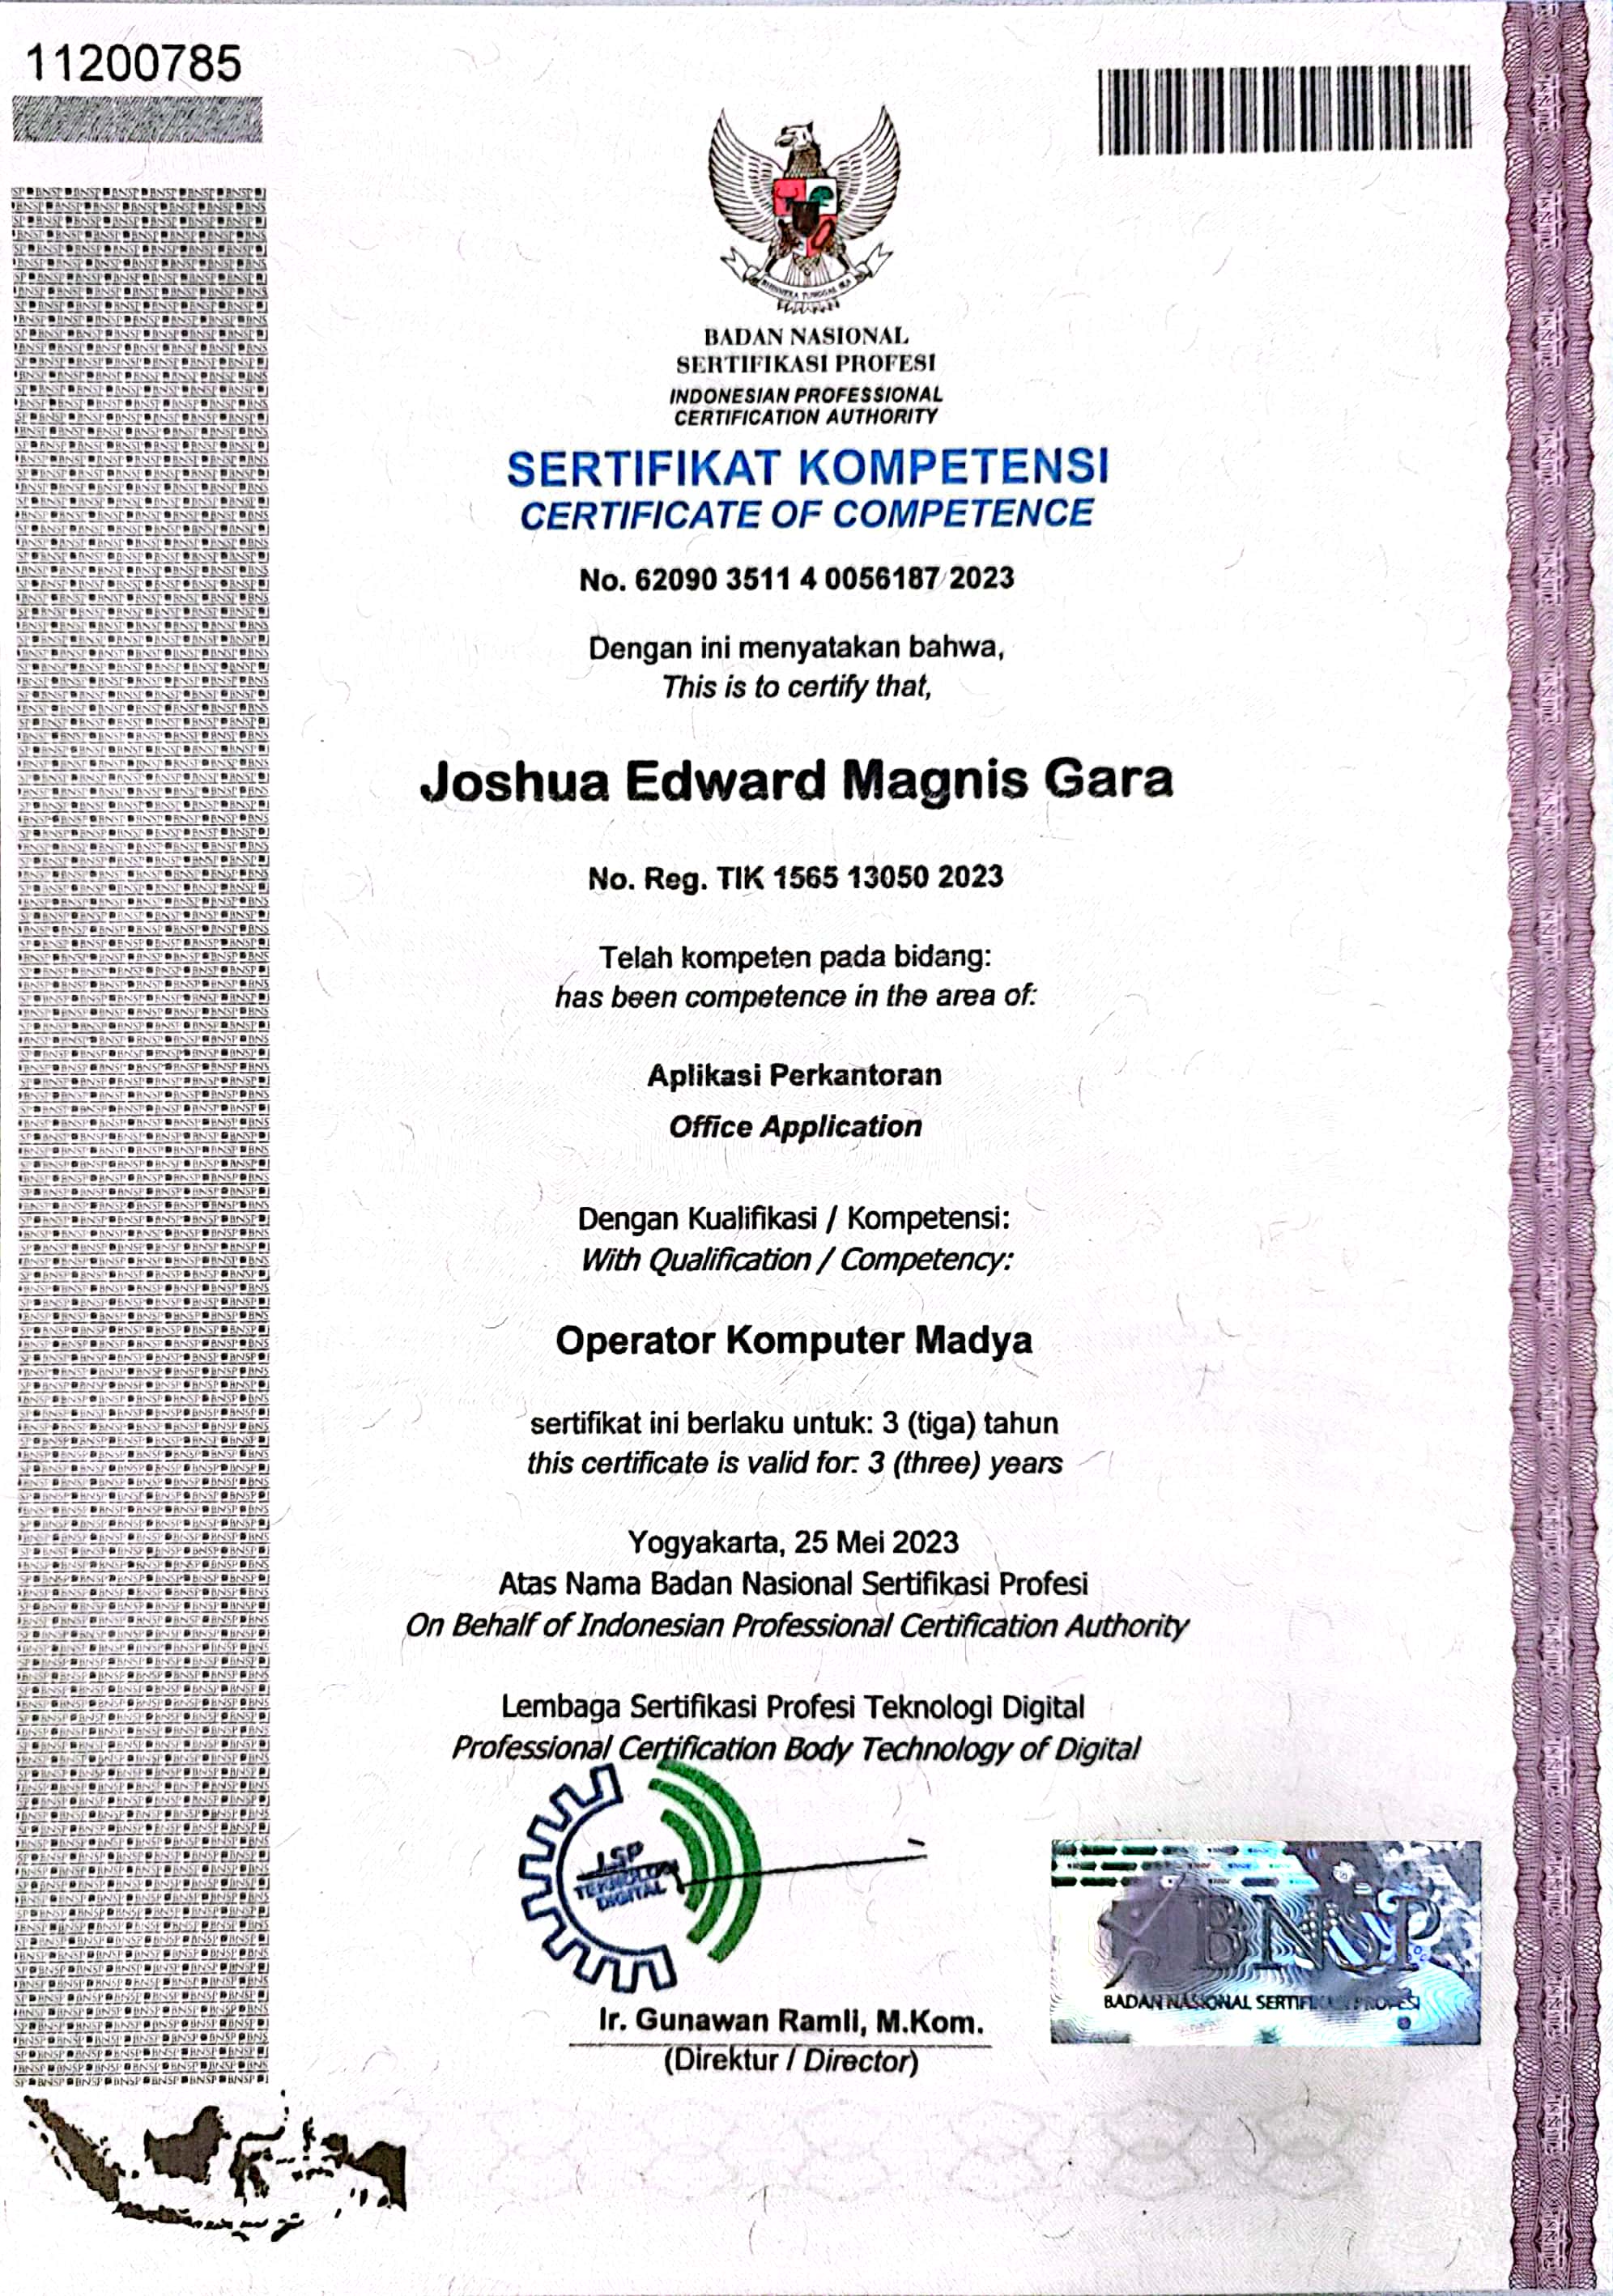 11200785
BHINNEKA TUNGGAL IKA
BADAN NASIONAL
SERTIFIKASI PROFESI
INDONESIAN PROFESSIONAL
CERTIFICATION AUTHORITY
SERTIFIKAT KOMPETENSI
CERTIFICATE OF COMPETENCE
No. 62090 3511 4 0056187 2023
Dengan ini menyatakan bahwa,
This is to certify that,
Joshua Edward Magnis Gara
No. Reg. TIK 1565 13050 2023
Telah kompeten pada bidang:
has been competence in the area of:
Aplikasi Perkantoran
Office Application
Dengan Kualifikasi / Kompetensi:
With Qualification / Competency:
Operator Komputer Madya
sertifikat ini berlaku untuk: 3 (tiga) tahun
this certificate is valid for: 3 (three) years
Yogyakarta, 25 Mei 2023
Atas Nama Badan Nasional Sertifikasi Profesi
On Behalf of Indonesian Professional Certification Authority
Lembaga Sertifikasi Profesi Teknologi Digital
Professional Certification Body Technology of Digital
LSP
TEKNOLOGI
DIGITAL
BNSP
BADAN NASIONAL SERTIFIKASI PROFESI
Ir. Gunawan Ramli, M.Kom.
(Direktur / Director)